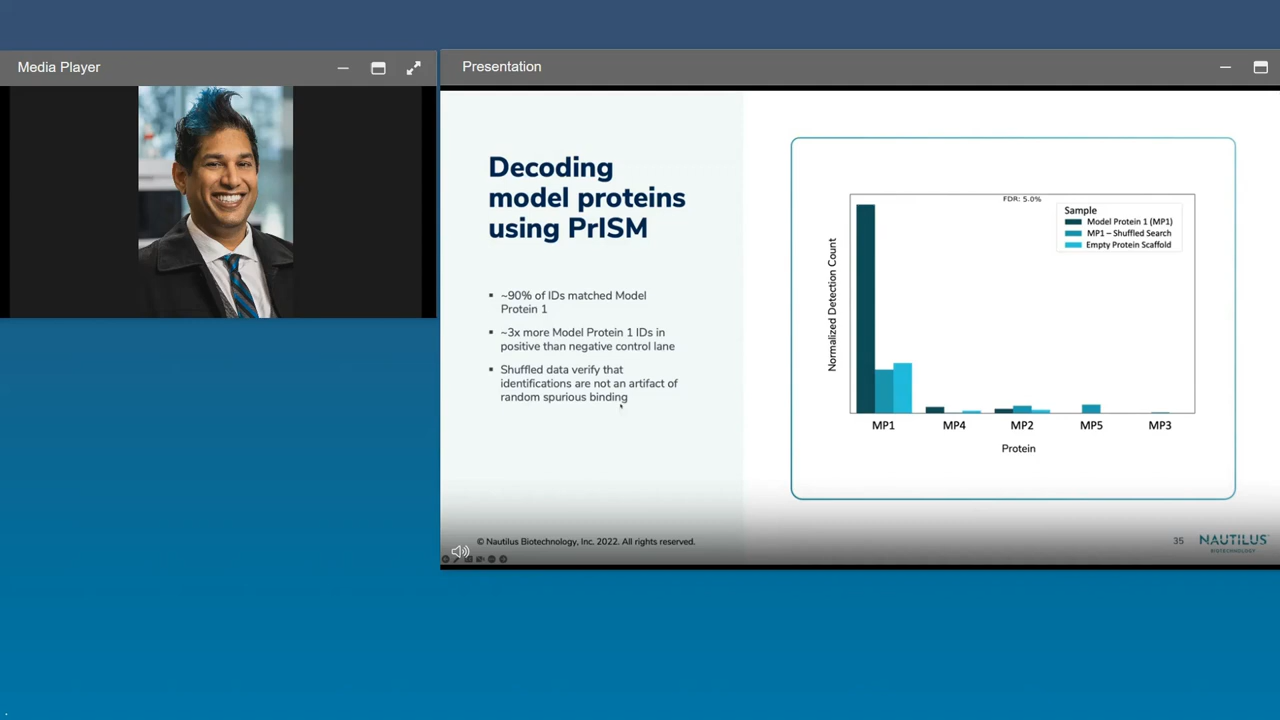 Media Player
Presentation
Decoding
model proteins
using PrISM
▪ ~90% of IDs matched Model
Protein 1
▪ ~3x more Model Protein 1 IDs in
positive than negative control lane
▪ Shuffled data verify that
identifications are not an artifact of
random spurious binding
FDR: 5.0%
Sample
Model Protein 1 (MP1)
MP1 – Shuffled Search
Empty Protein Scaffold
Normalized Detection Count
MP1 MP4 MP2 MP5 MP3
Protein
© Nautilus Biotechnology, Inc. 2022. All rights reserved.
35
NAUTILUS
BIOTECHNOLOGY